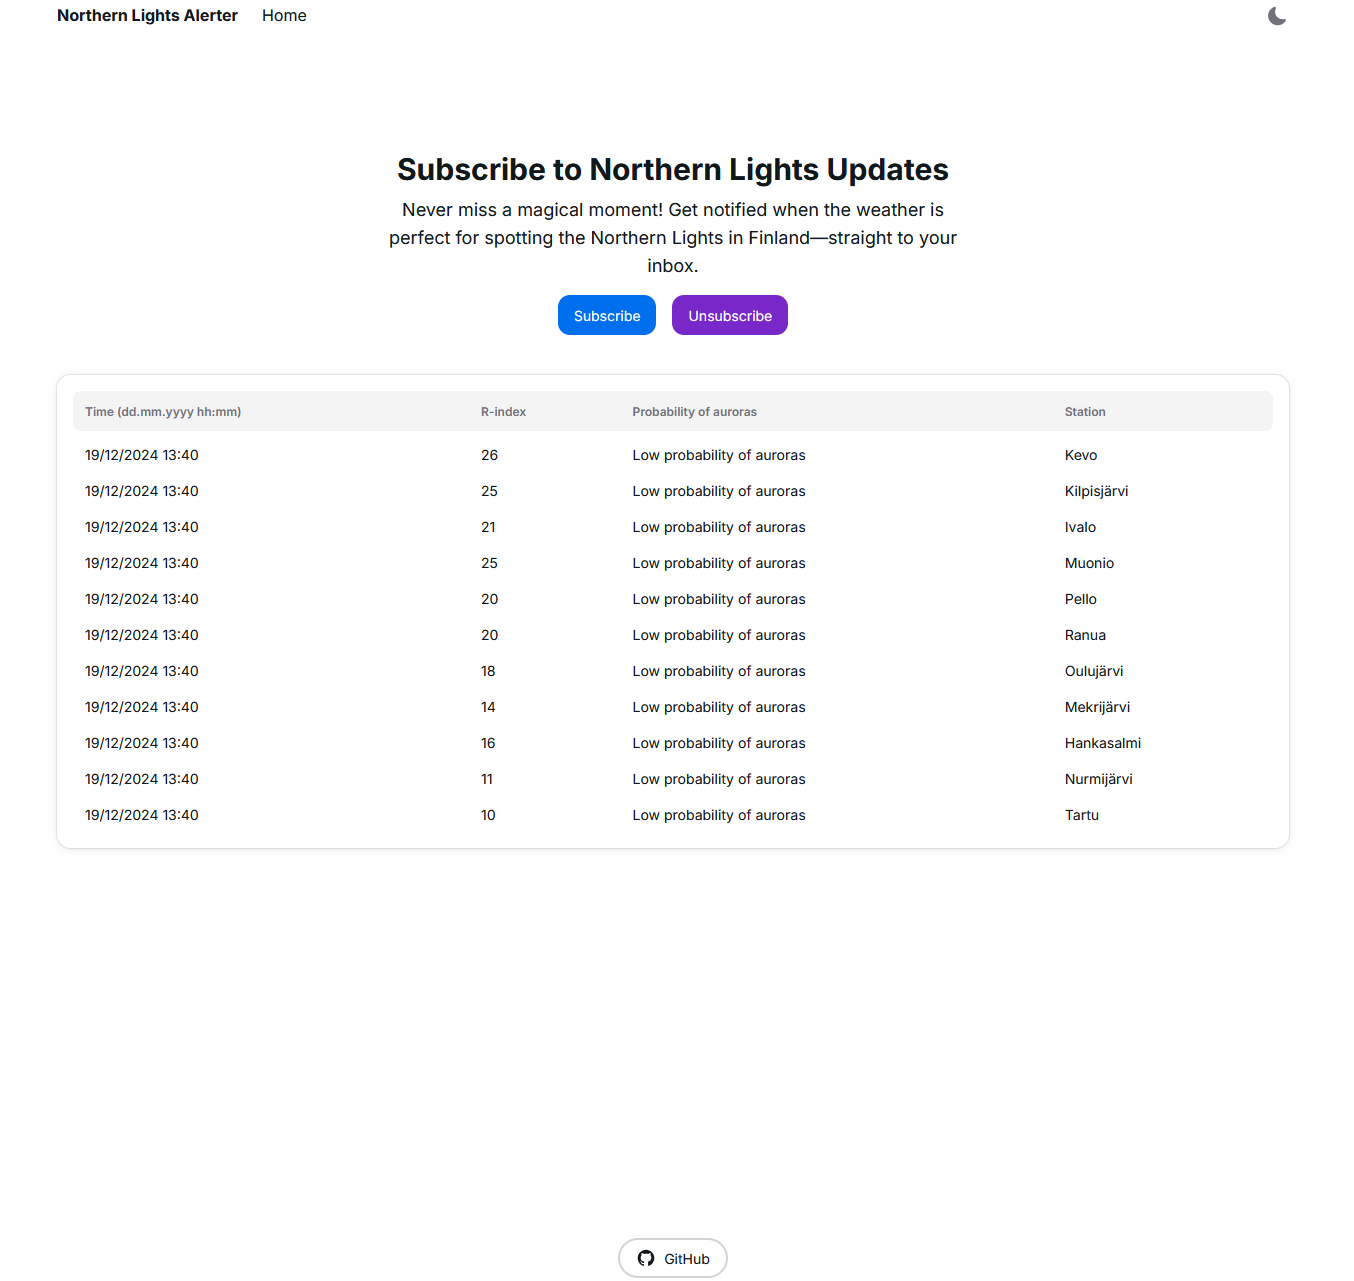 Northern Lights Alerter Home
Subscribe to Northern Lights Updates
Never miss a magical moment! Get notified when the weather is
perfect for spotting the Northern Lights in Finland—straight to your
inbox.
Subscribe Unsubscribe
Time (dd.mm.yyyy hh:mm) R-index Probability of auroras Station
19/12/2024 13:40 26 Low probability of auroras Kevo
19/12/2024 13:40 25 Low probability of auroras Kilpisjärvi
19/12/2024 13:40 21 Low probability of auroras Ivalo
19/12/2024 13:40 25 Low probability of auroras Muonio
19/12/2024 13:40 20 Low probability of auroras Pello
19/12/2024 13:40 20 Low probability of auroras Ranua
19/12/2024 13:40 18 Low probability of auroras Oulujärvi
19/12/2024 13:40 14 Low probability of auroras Mekrijärvi
19/12/2024 13:40 16 Low probability of auroras Hankasalmi
19/12/2024 13:40 11 Low probability of auroras Nurmijärvi
19/12/2024 13:40 10 Low probability of auroras Tartu
GitHub